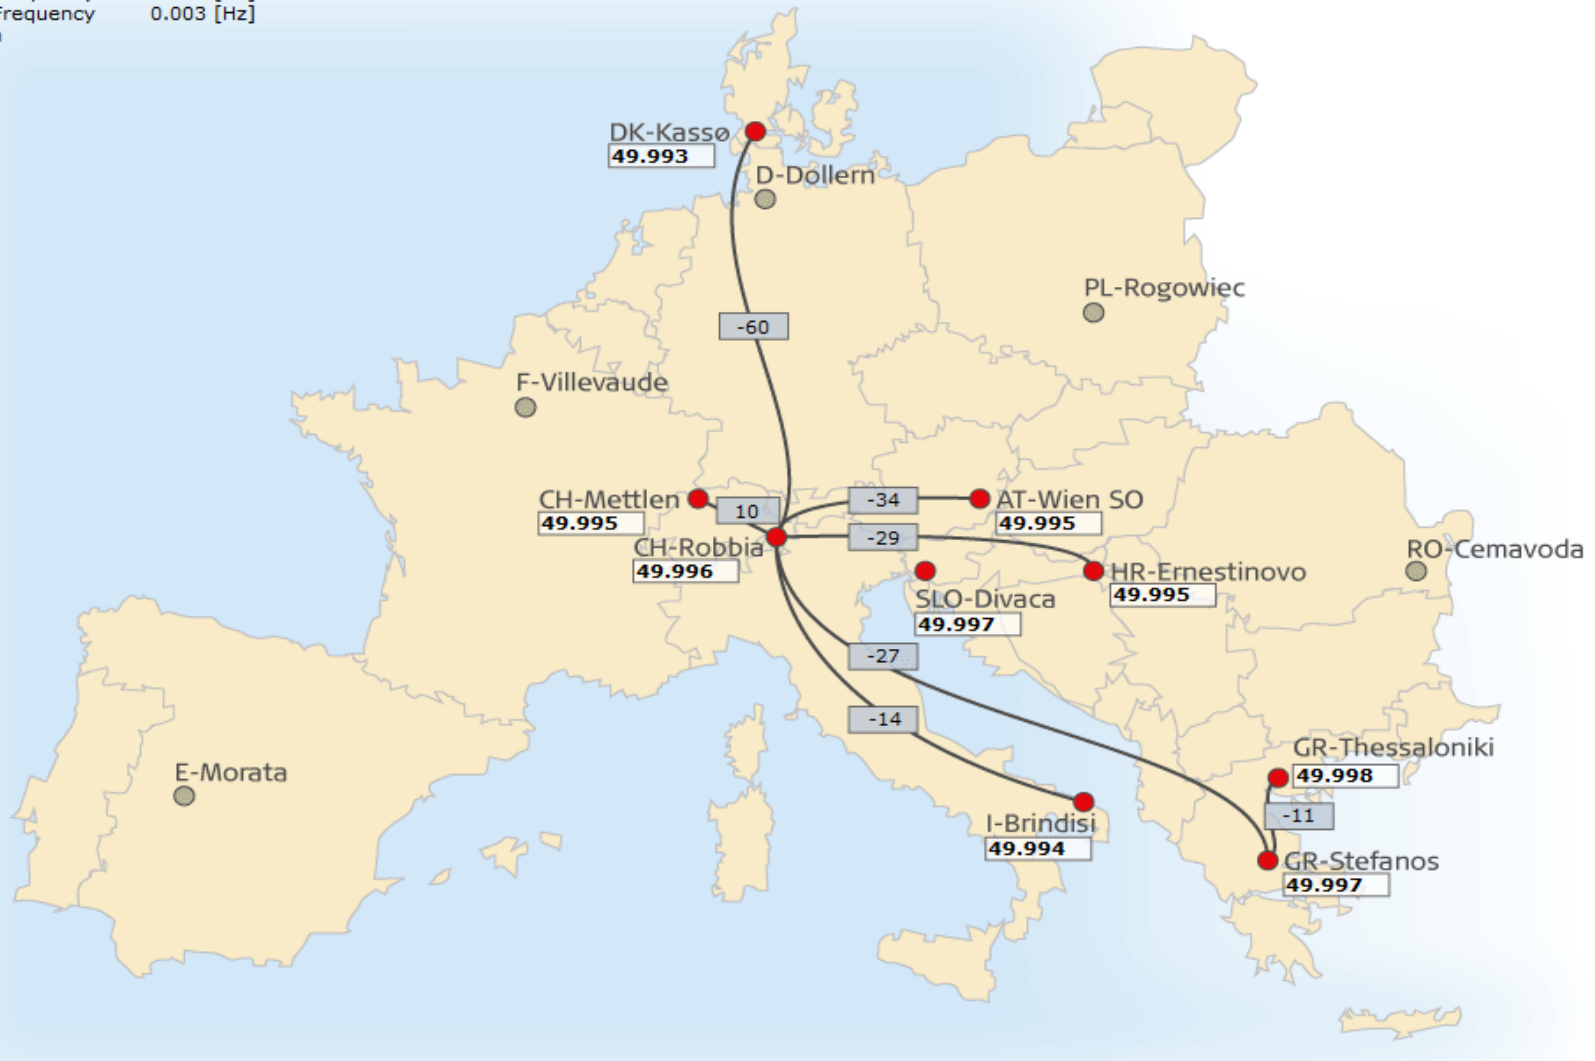 Frequency 0.003 [Hz]
DK-Kassø
49.993
D-Dollern
PL-Rogowiec
-60
F-Villevaude
CH-Mettlen
49.995
10
-34
AT-Wien SO
49.995
CH-Robbia
49.996
-29
HR-Ernestinovo
49.995
RO-Cernavoda
SLO-Divaca
49.997
-27
-14
GR-Thessaloniki
49.998
E-Morata
-11
I-Brindisi
49.994
GR-Stefanos
49.997